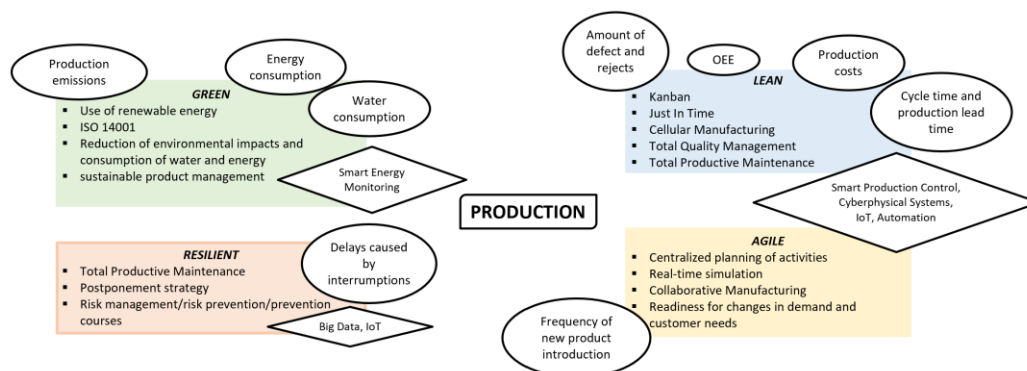 Production
emissions
Energy
consumption
GREEN
Water
consumption
▪ Use of renewable energy
▪ ISO 14001
▪ Reduction of environmental impacts and
consumption of water and energy
▪ sustainable product management
Smart Energy
Monitoring
Amount of
defect and
rejects
OEE
Production
costs
LEAN
Cycle time and
production lead
time
▪ Kanban
▪ Just In Time
▪ Cellular Manufacturing
▪ Total Quality Management
▪ Total Productive Maintenance
Smart Production Control,
Cyberphysical Systems,
IoT, Automation
PRODUCTION
RESILIENT
Delays caused
by
interrumptions
▪ Total Productive Maintenance
▪ Postponement strategy
▪ Risk management/risk prevention/prevention
courses
Big Data, IoT
AGILE
▪ Centralized planning of activities
▪ Real-time simulation
▪ Collaborative Manufacturing
▪ Readiness for changes in demand and
customer needs
Frequency of
new product
introduction